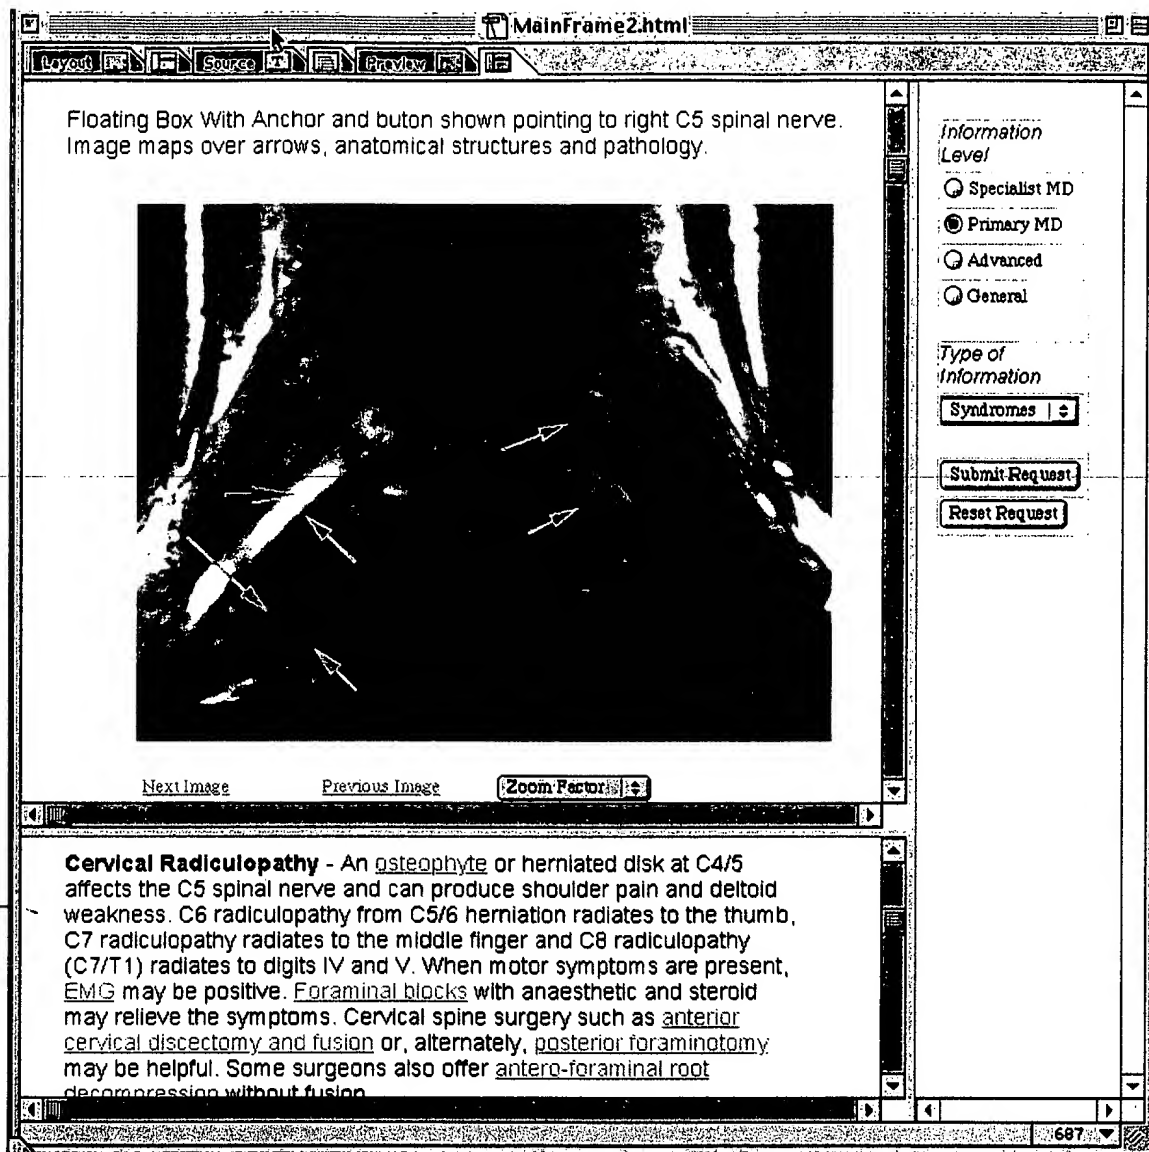 MainFrame2.html
Layout Source Preview
Floating Box With Anchor and buton shown pointing to right C5 spinal nerve.
Image maps over arrows, anatomical structures and pathology.
Next Image Previous Image Zoom Factor
Cervical Radiculopathy - An osteophyte or herniated disk at C4/5
affects the C5 spinal nerve and can produce shoulder pain and deltoid
weakness. C6 radiculopathy from C5/6 herniation radiates to the thumb,
C7 radiculopathy radiates to the middle finger and C8 radiculopathy
(C7/T1) radiates to digits IV and V. When motor symptoms are present,
EMG may be positive. Foraminal blocks with anaesthetic and steroid
may relieve the symptoms. Cervical spine surgery such as anterior
cervical discectomy and fusion or, alternately, posterior foraminotomy
may be helpful. Some surgeons also offer antero-foraminal root
decompression without fusion
Information
Level
Specialist MD
Primary MD
Advanced
General
Type of
Information
Syndromes
Submit Request
Reset Request
687